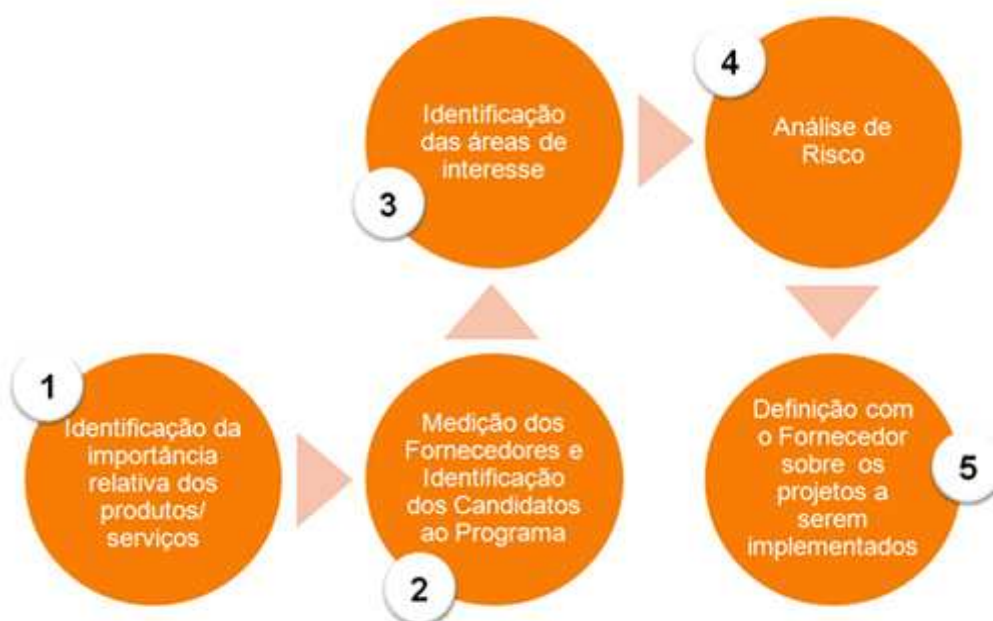 1
Identificação da
importância
relativa dos
produtos/
serviços
Medição dos
Fornecedores e
Identificação
dos Candidatos
ao Programa
2
Identificação
das áreas de
interesse
3
4
Análise de
Risco
Definição com
o Fornecedor
sobre os
projetos a
serem
implementados
5